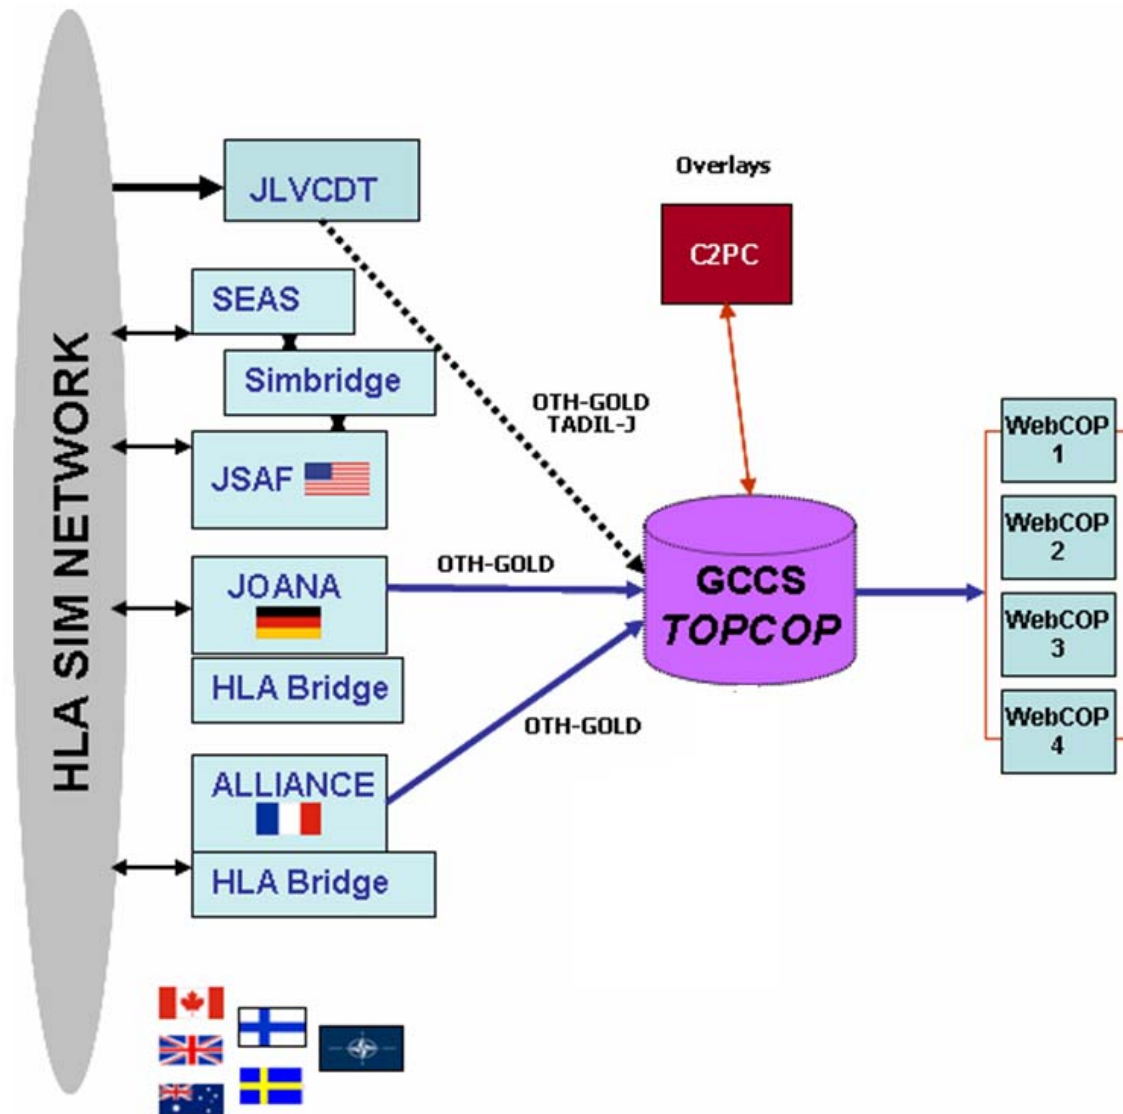 HLA SIM NETWORK
JLVCDT
SEAS
Simbridge
JSAF
JOANA
HLA Bridge
ALLIANCE
HLA Bridge
OTH-GOLD
TADIL-J
OTH-GOLD
OTH-GOLD
Overlays
C2PC
GCCS
TOPCOP
WebCOP
1
WebCOP
2
WebCOP
3
WebCOP
4